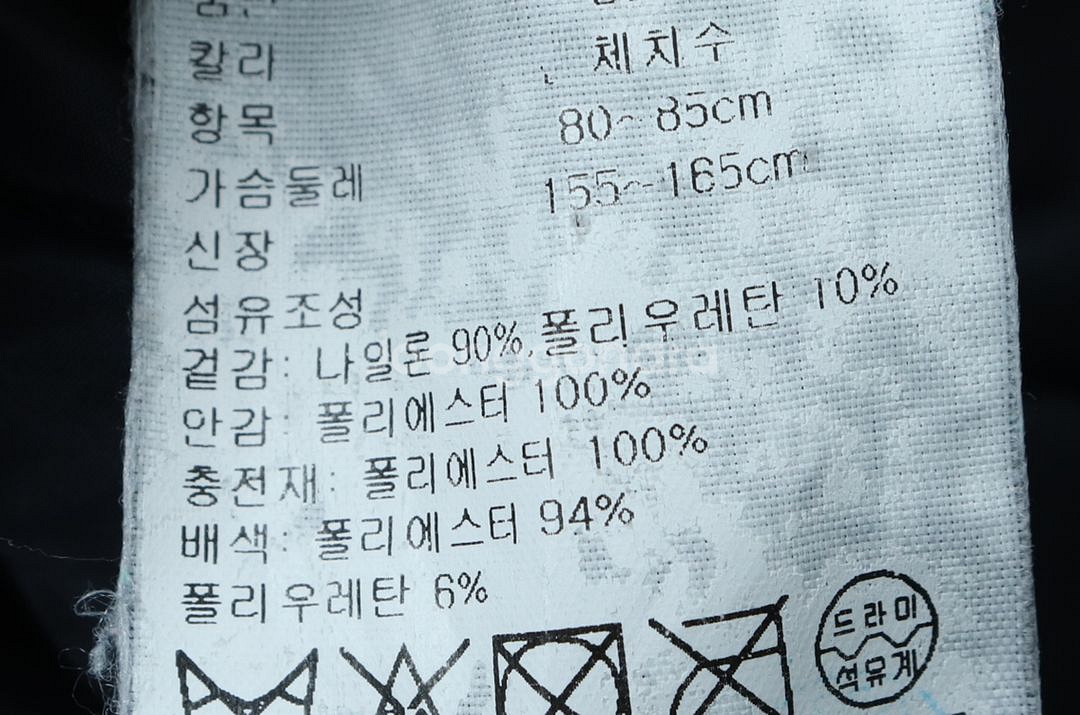 칼라
항목 체치수
가슴둘레 80~85cm
신장 155~165cm
섬유조성
겉감: 나일론 90%, 폴리우레탄 10%
안감: 폴리에스터 100%
충전재: 폴리에스터 100%
배색: 폴리에스터 94%
폴리우레탄 6%
드라이
석유계